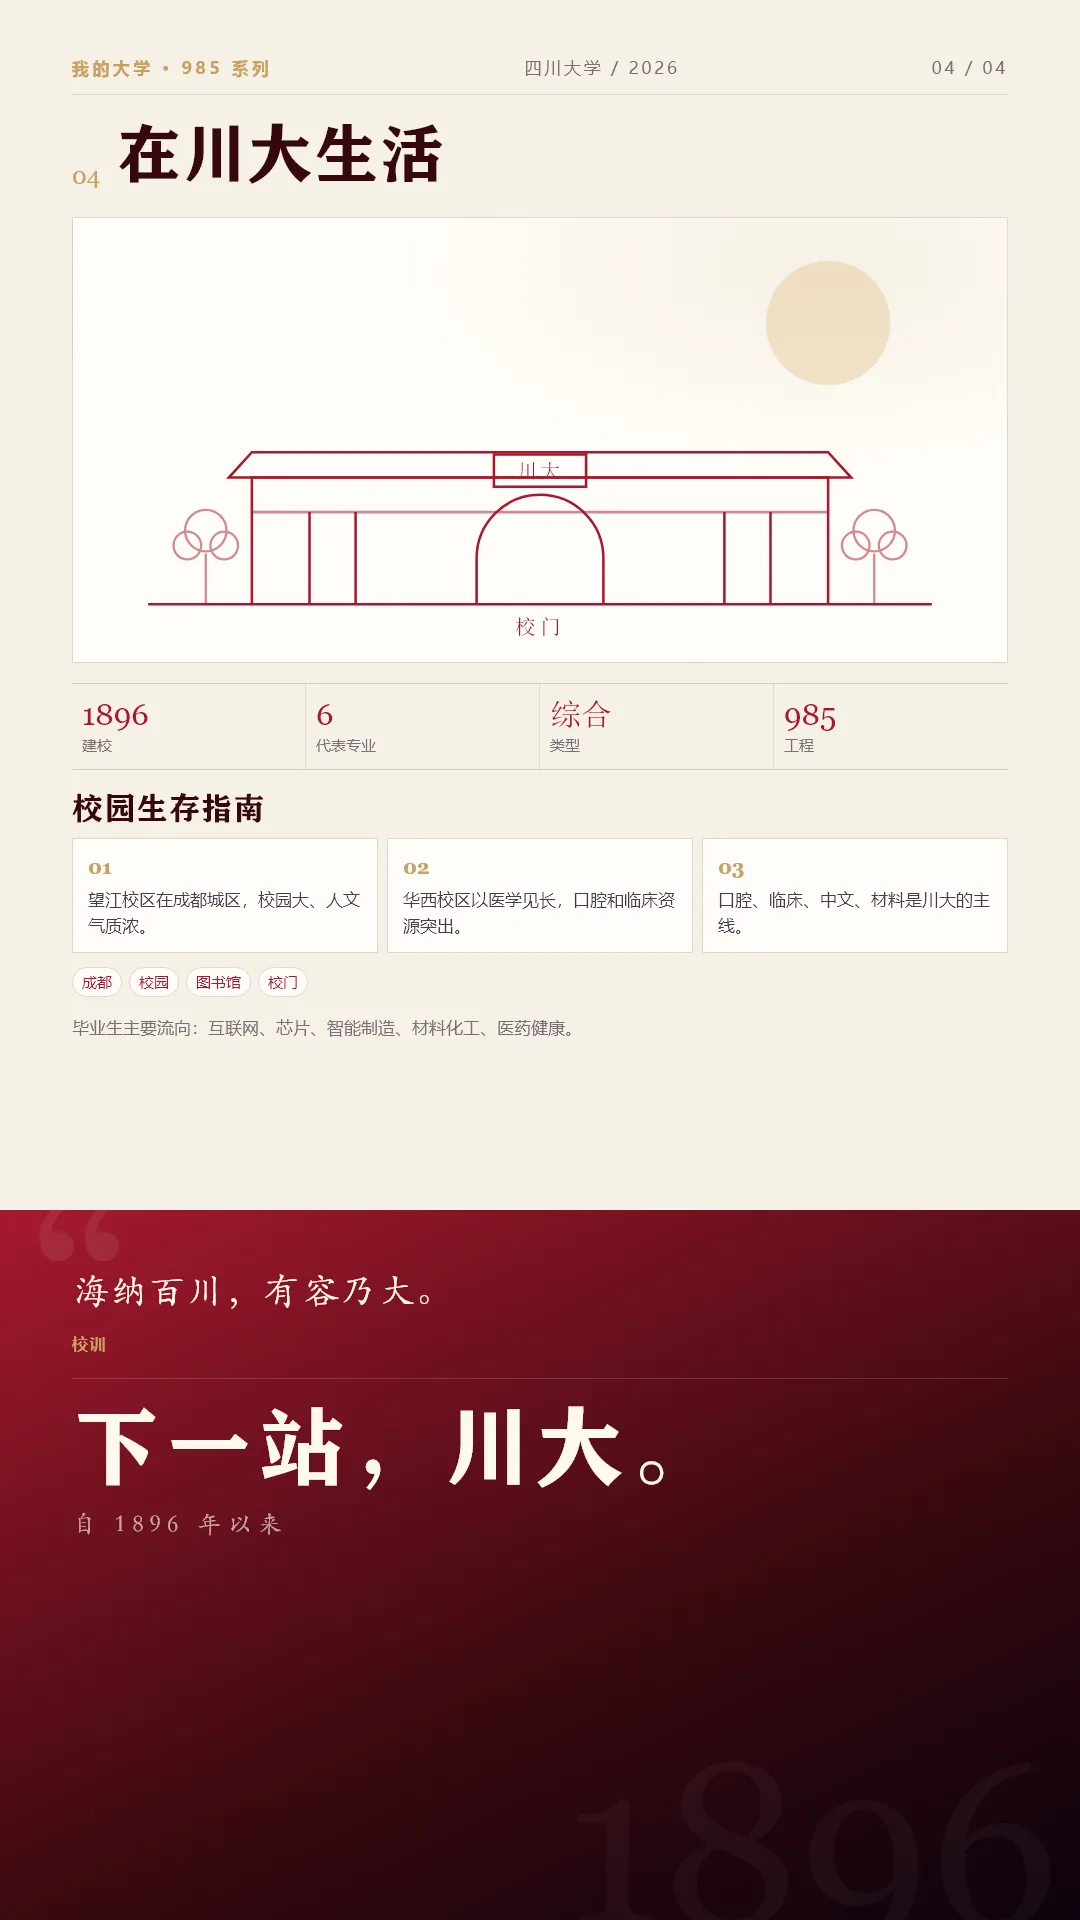 我的大学 · 985 系列
四川大学 / 2026
04 / 04
04 在川大生活
川大
校门
1896
建校
6
代表专业
综合
类型
985
工程
校园生存指南
01
望江校区在成都城区，校园大、人文
气质浓。
02
华西校区以医学见长，口腔和临床资
源突出。
03
口腔、临床、中文、材料是川大的主
线。
成都
校园
图书馆
校门
毕业生主要流向：互联网、芯片、智能制造、材料化工、医药健康。
“
海纳百川，有容乃大。
校训
下一站，川大。
自 1896 年以来
1896